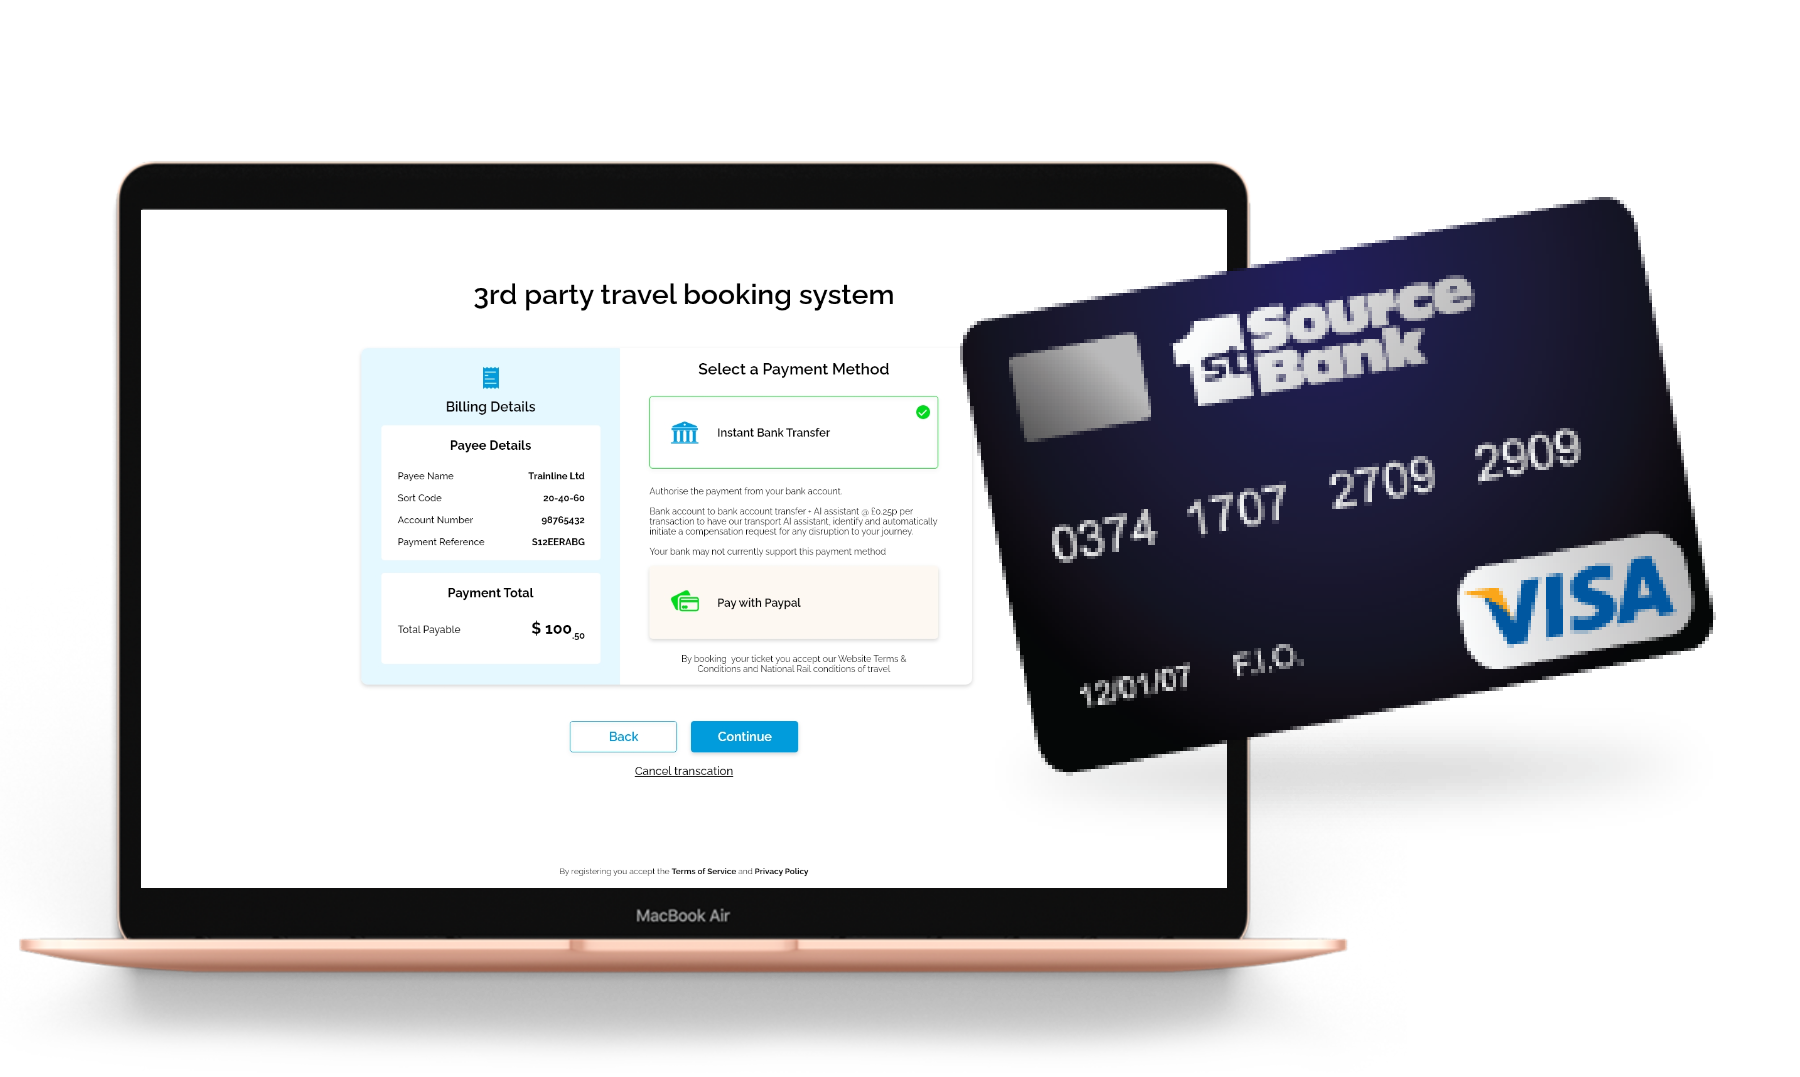 3rd party travel booking system
Billing Details
Payee Details
Payee Name Trainline Ltd
Sort Code 20-40-60
Account Number 98765432
Payment Reference S12EERABG
Payment Total
Total Payable $ 100.50
Select a Payment Method
Instant Bank Transfer
Authorise the payment from your bank account.
Bank account to bank account transfer + AI assistant @ £0.25p per
transaction to have our transport AI assistant, identify and automatically
initiate a compensation request for any disruption to your journey.
Your bank may not currently support this payment method
Pay with Paypal
By booking your ticket you accept our Website Terms &
Conditions and National Rail conditions of travel
Back Continue
Cancel transcation
By registering you accept the Terms of Service and Privacy Policy
MacBook Air
1st Source
Bank
0374 1707 2709 2909
VISA
12/01/07 F.I.O.